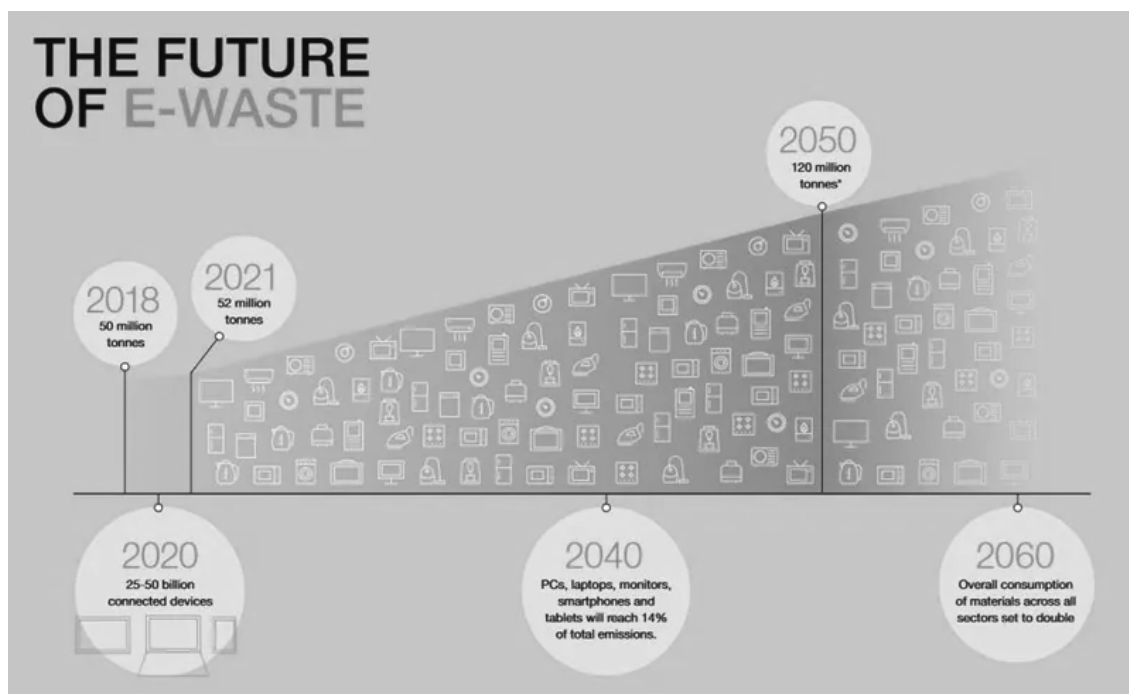 THE FUTURE
OF E-WASTE
2018
50 million
tonnes
2021
52 million
tonnes
2050
120 million
tonnes*
2020
25-50 billion
connected devices
2040
PCs, laptops, monitors,
smartphones and
tablets will reach 14%
of total emissions.
2060
Overall consumption
of materials across all
sectors set to double